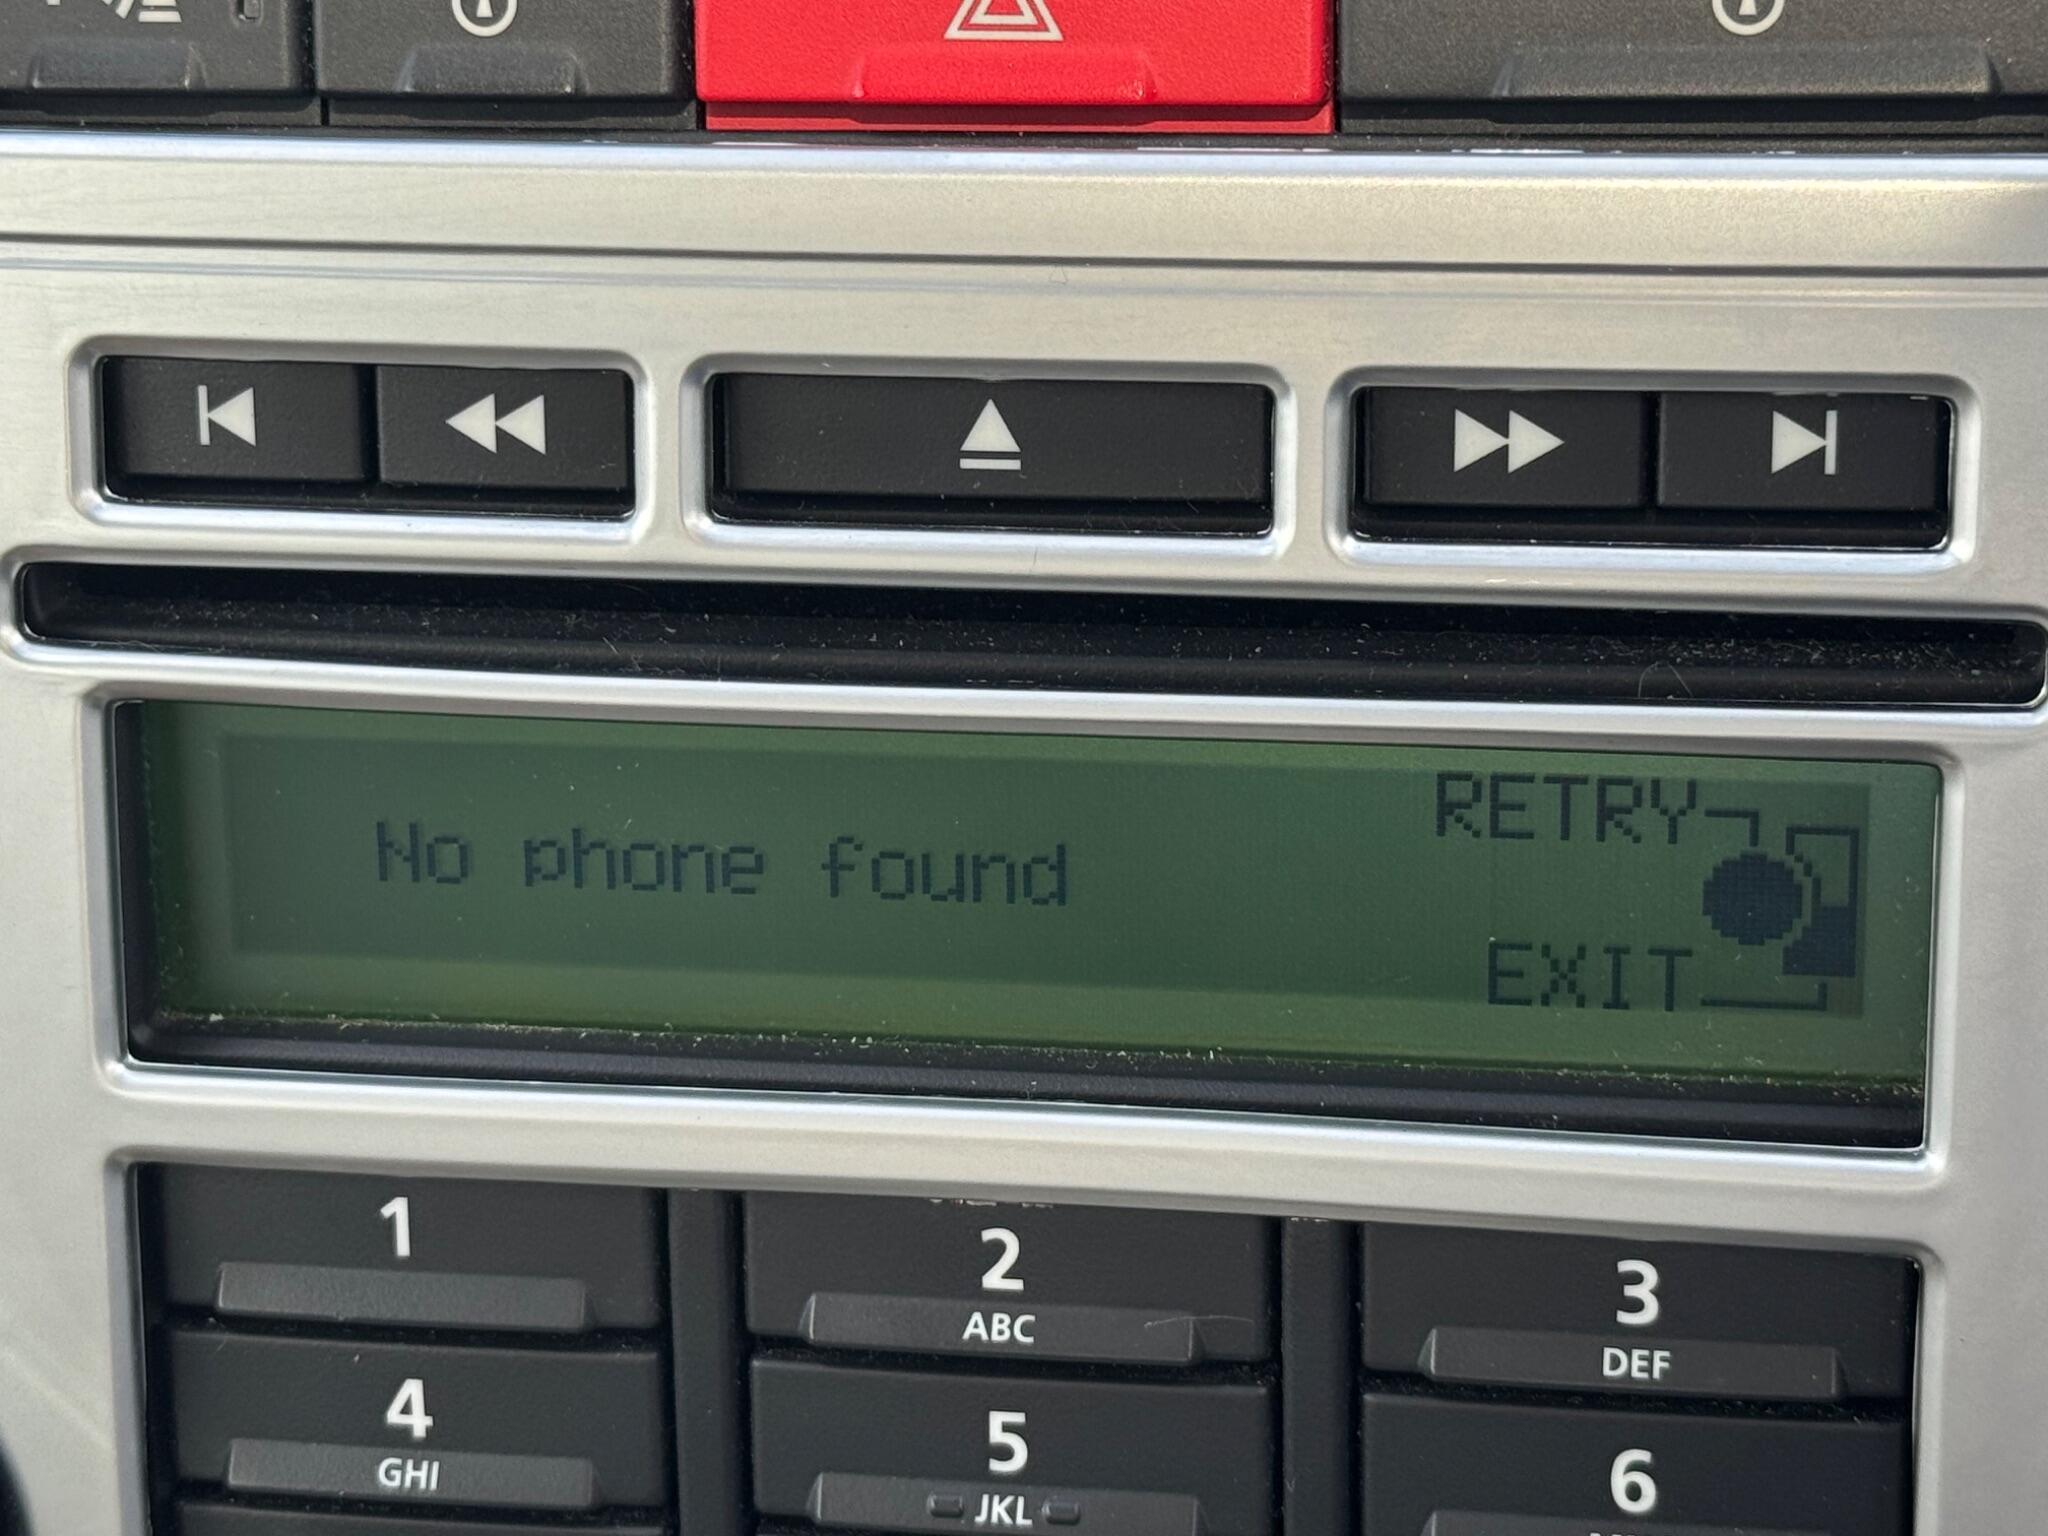 No phone found
RETRY
EXIT
1
2
ABC
3
DEF
4
GHI
5
JKL
6